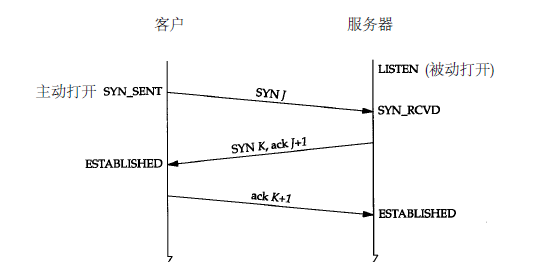 客户 服务器
LISTEN (被动打开)
主动打开 SYN_SENT
SYN J
SYN_RCVD
SYN K, ack J+1
ESTABLISHED
ack K+1
ESTABLISHED